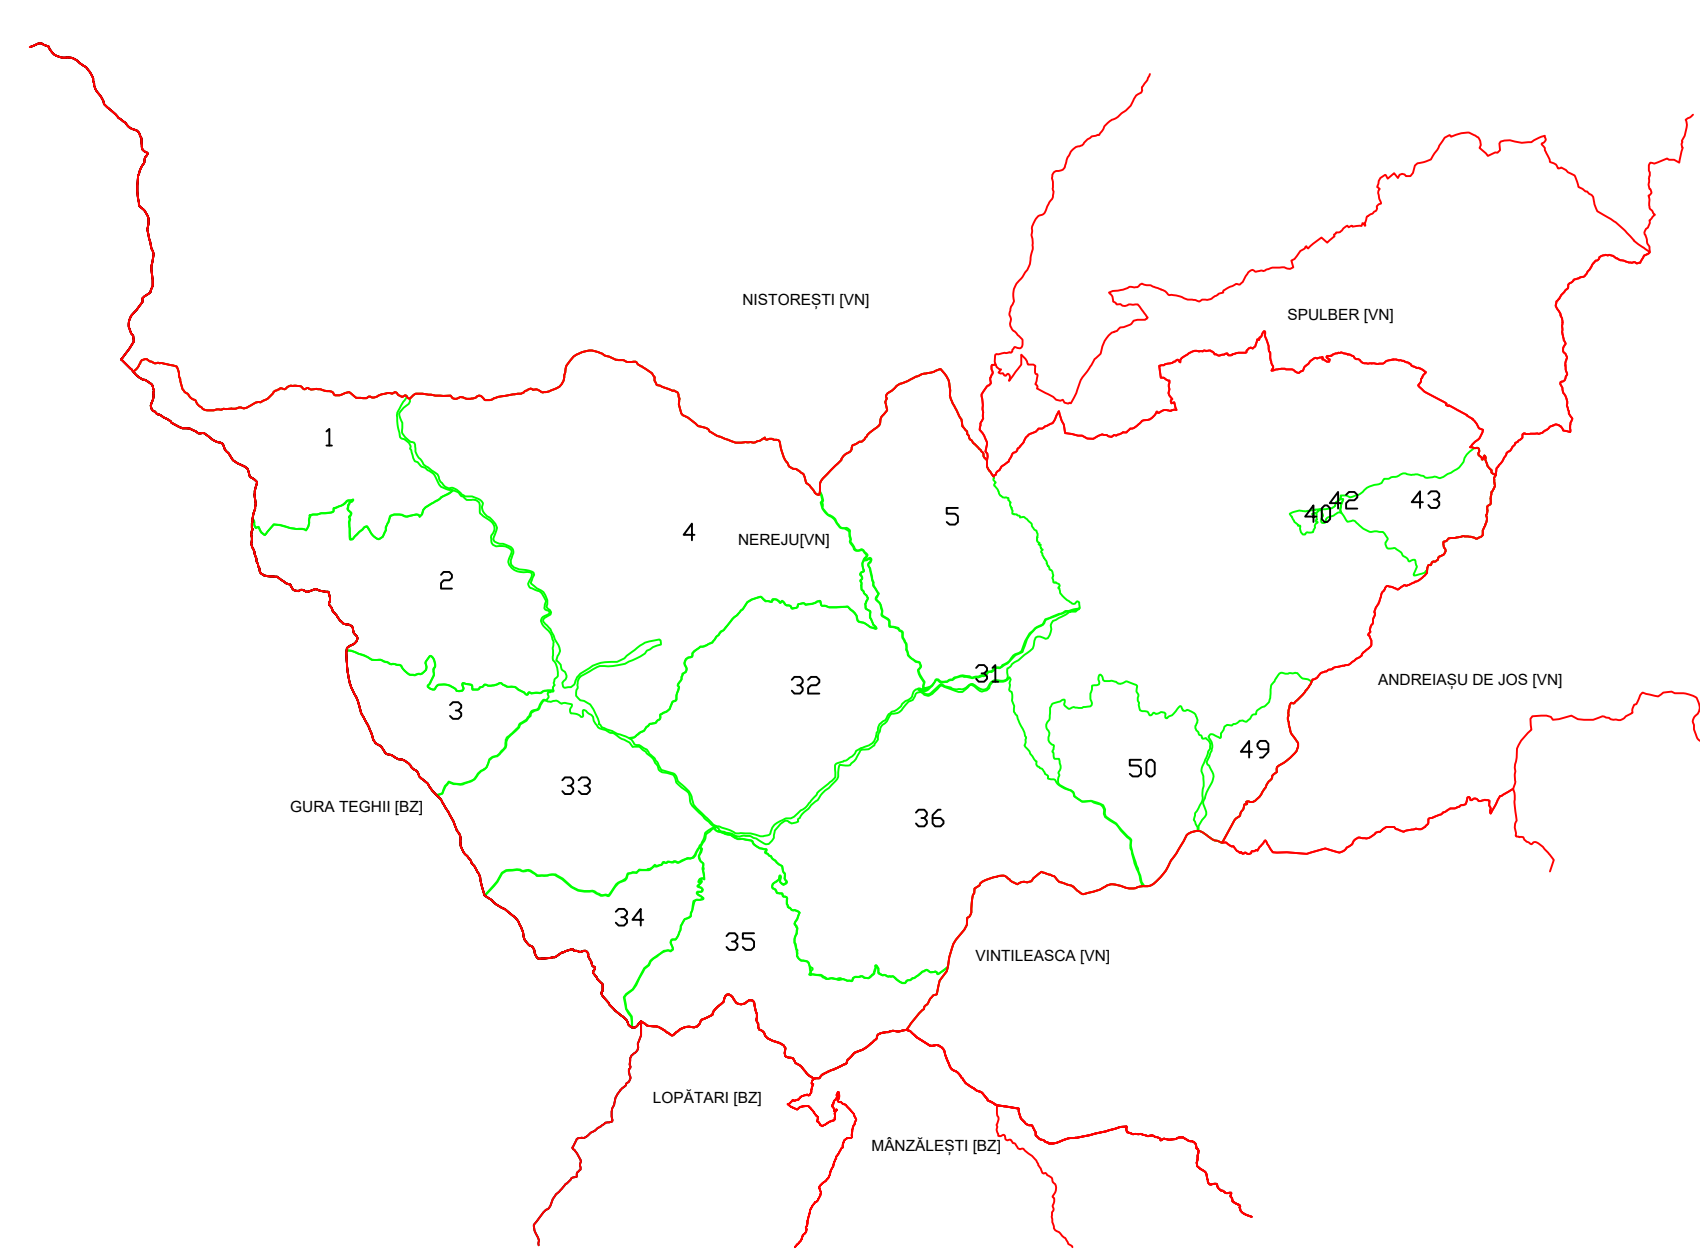 NISTOREȘTI [VN]
SPULBER [VN]
1
42
43
40
5
4
NEREJU[VN]
2
31
ANDREIAȘU DE JOS [VN]
32
3
49
50
33
GURA TEGHII [BZ]
36
34
35
VINTILEASCA [VN]
LOPĂTARI [BZ]
MÂNZĂLEȘTI [BZ]